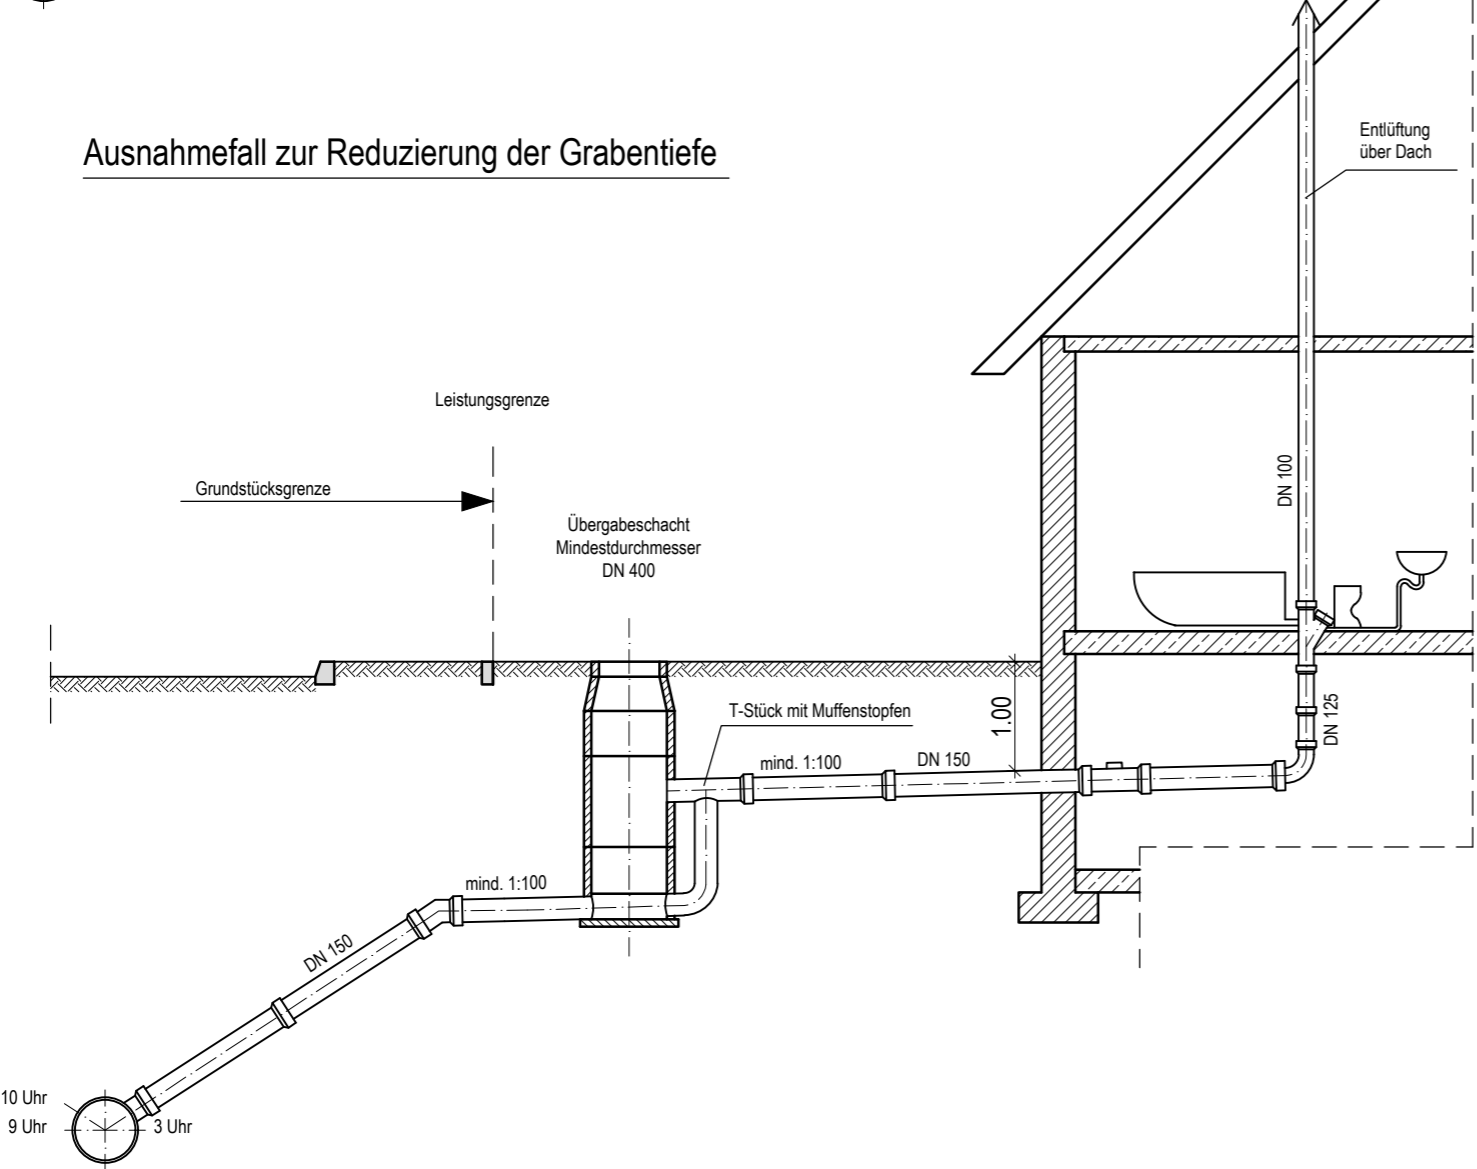 Ausnahmefall zur Reduzierung der Grabentiefe
Entlüftung
über Dach
Leistungsgrenze
Grundstücksgrenze
Übergabeschacht
Mindestdurchmesser
DN 400
DN 100
T-Stück mit Muffenstopfen
1.00
DN 125
mind. 1:100
DN 150
mind. 1:100
DN 150
10 Uhr
9 Uhr
3 Uhr